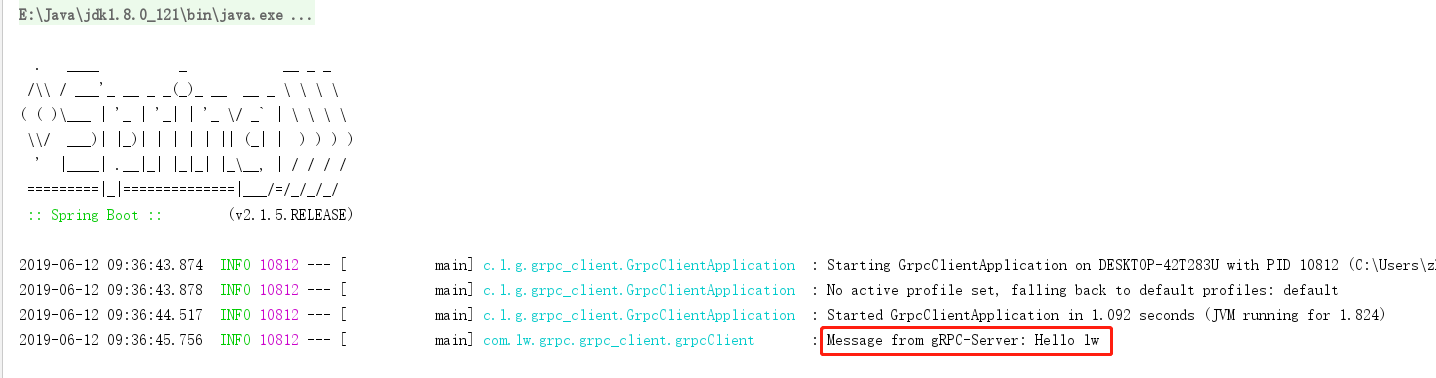 E:\Java\jdk1.8.0_121\bin\java.exe ...
  .   ____          _            __ _ _
 /\\ / ___'_ __ _ _(_)_ __  __ _ \ \ \ \
( ( )\___ | '_ | '_| | '_ \/ _` | \ \ \ \
 \\/  ___)| |_)| | | | | || (_| |  ) ) ) )
  '  |____| .__|_| |_|_| |_\__, | / / / /
 =========|_|==============|___/=/_/_/_/
 :: Spring Boot ::        (v2.1.5.RELEASE)
2019-06-12 09:36:43.874  INFO 10812 --- [           main] c.l.g.grpc_client.GrpcClientApplication  : Starting GrpcClientApplication on DESKTOP-42T283U with PID 10812 (C:\Users\z
2019-06-12 09:36:43.878  INFO 10812 --- [           main] c.l.g.grpc_client.GrpcClientApplication  : No active profile set, falling back to default profiles: default
2019-06-12 09:36:44.517  INFO 10812 --- [           main] c.l.g.grpc_client.GrpcClientApplication  : Started GrpcClientApplication in 1.092 seconds (JVM running for 1.824)
2019-06-12 09:36:45.756  INFO 10812 --- [           main] com.lw.grpc.grpc_client.grpcClient       : Message from gRPC-Server: Hello lw